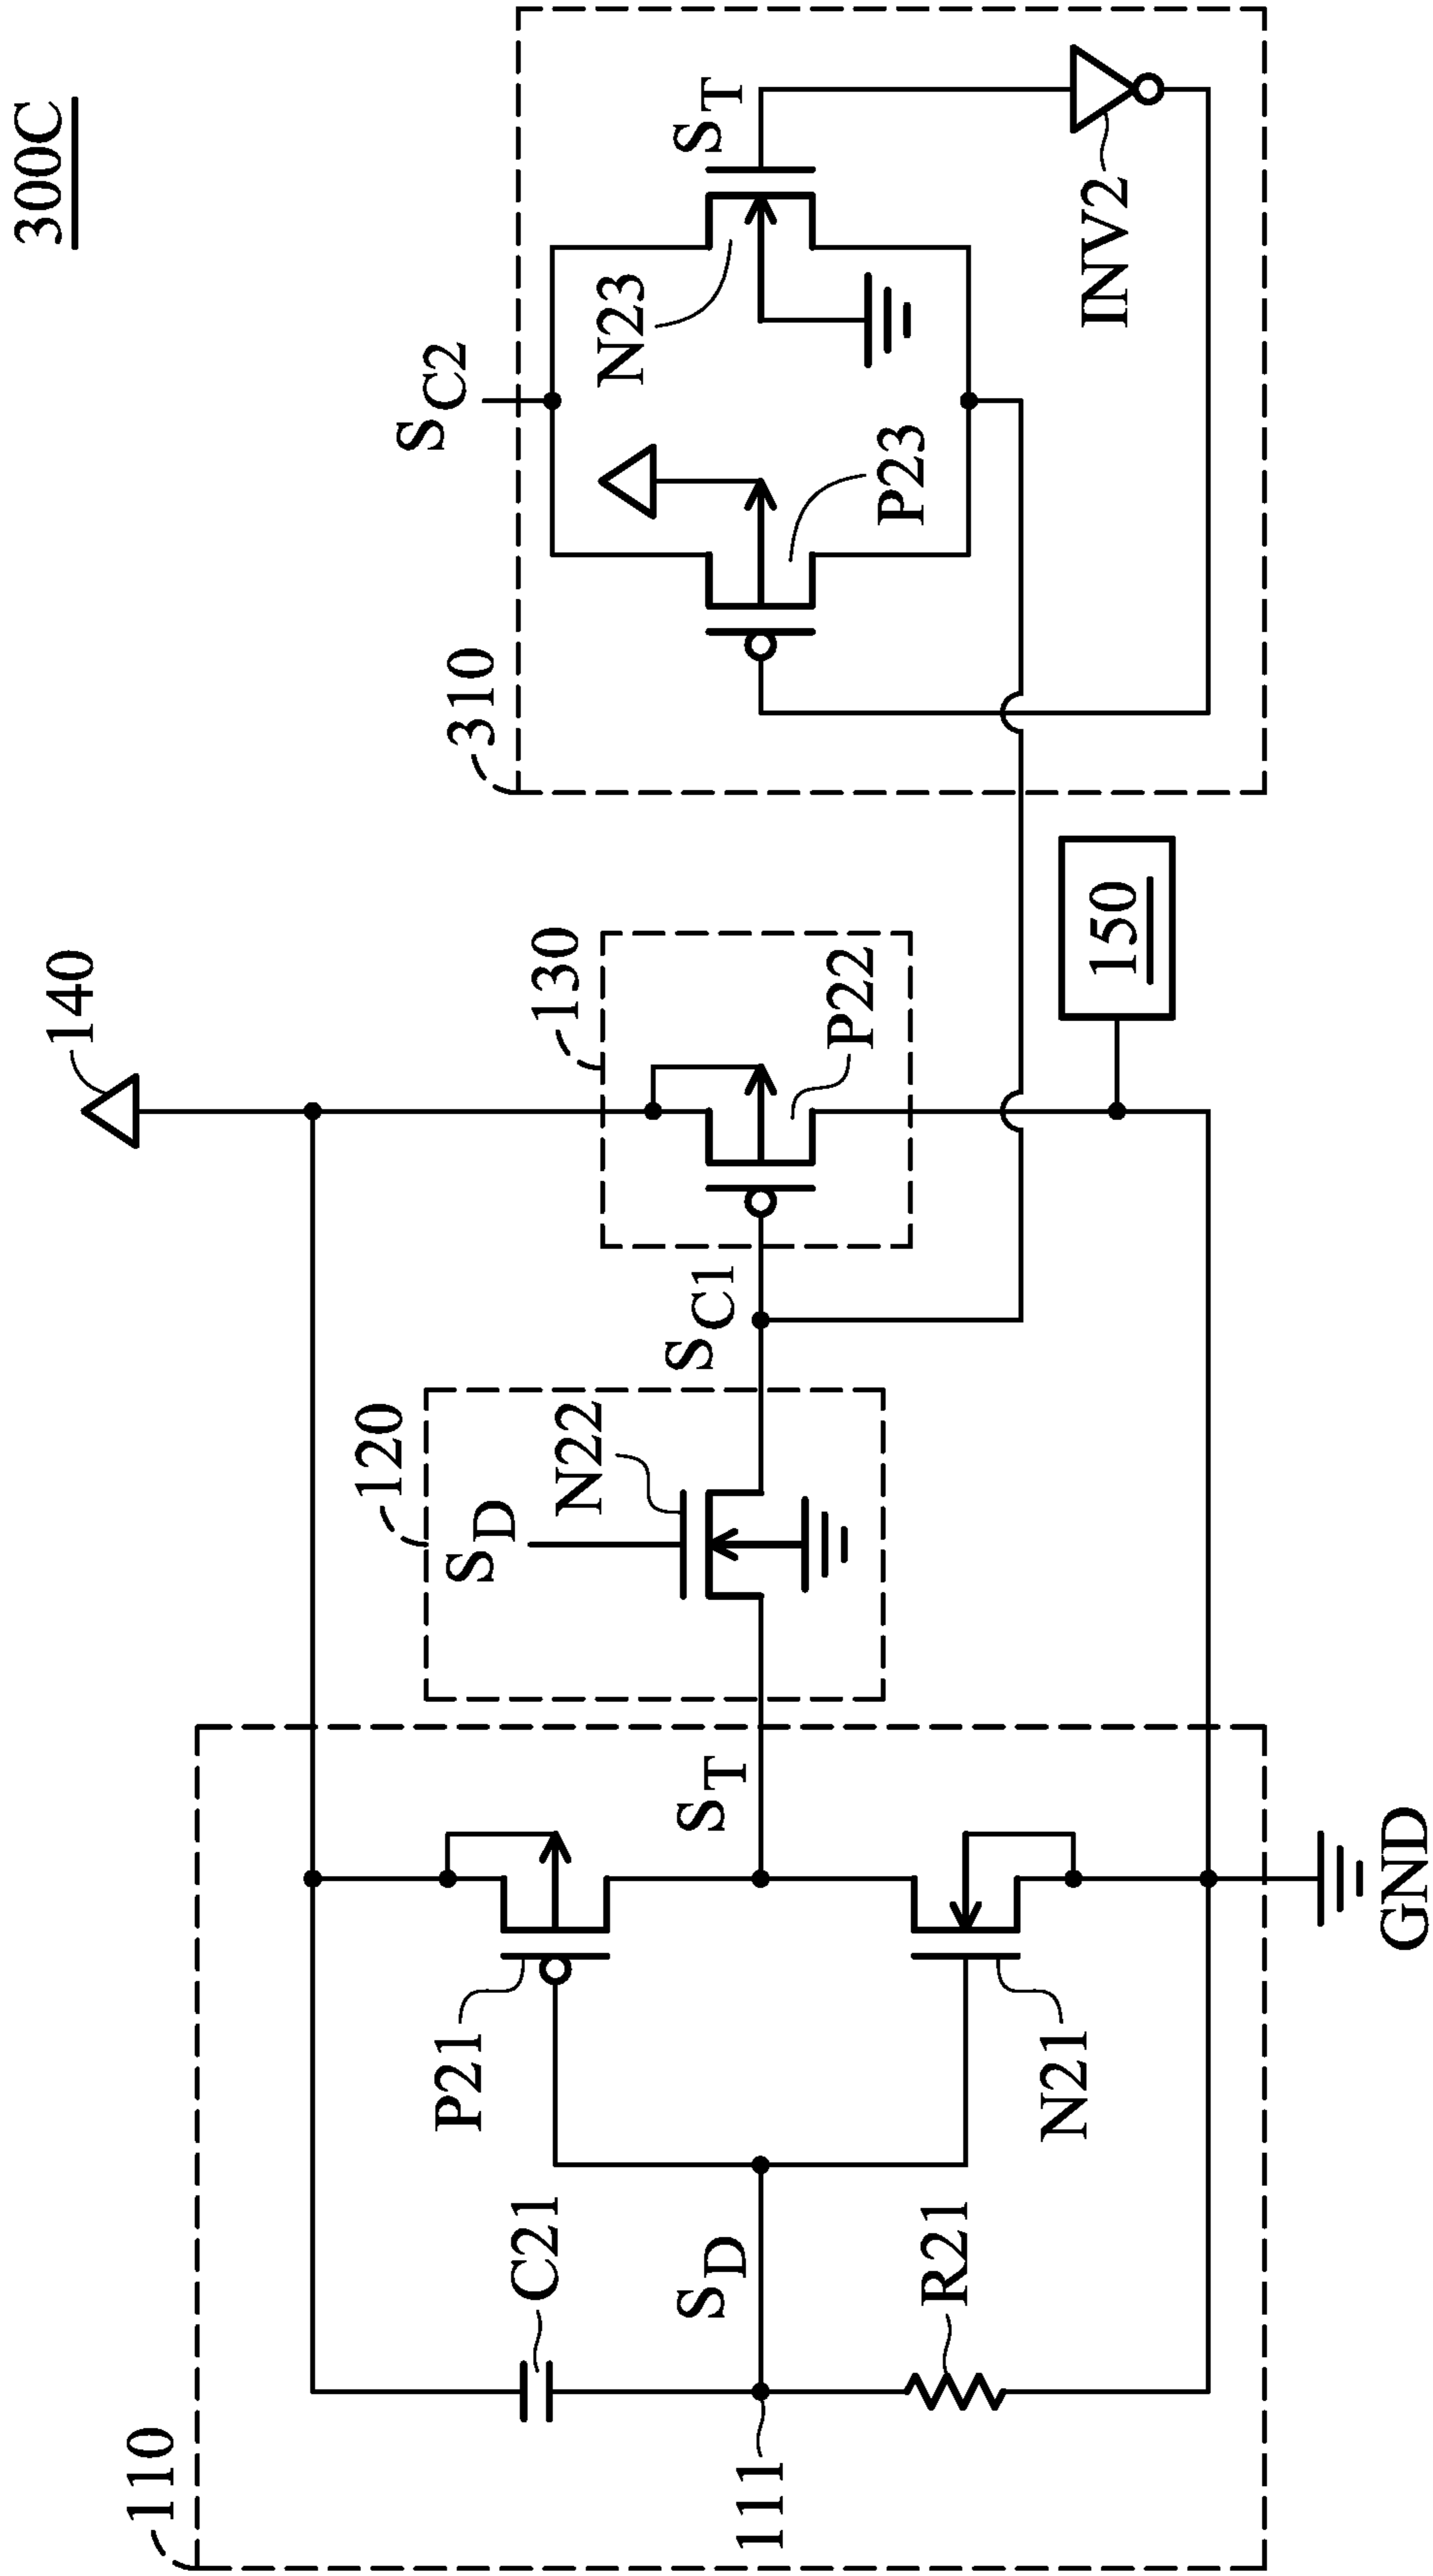 300C
140
130
P22
S_C1
150
310
S_C2
P23
N23
S_T
INV2
120
S_D
N22
110
P21
S_T
C21
S_D
111
R21
N21
GND